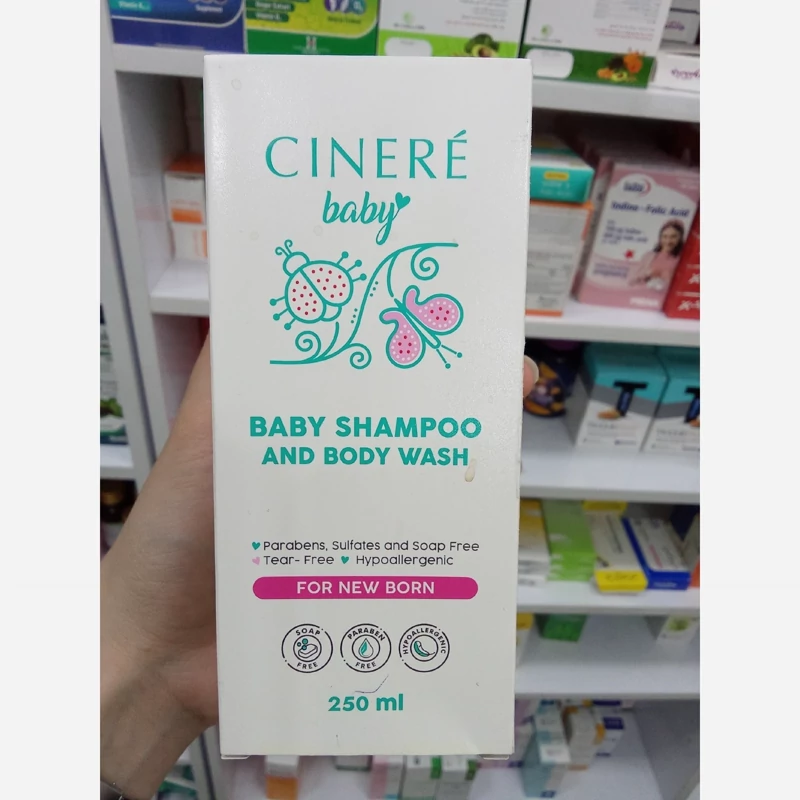 CINERÉ
baby
BABY SHAMPOO
AND BODY WASH
Parabens, Sulfates and Soap Free
Tear- Free Hypoallergenic
FOR NEW BORN
SOAP FREE
PARABEN FREE
HYPOALLERGENIC
250 ml
Iodine - Folic Acid